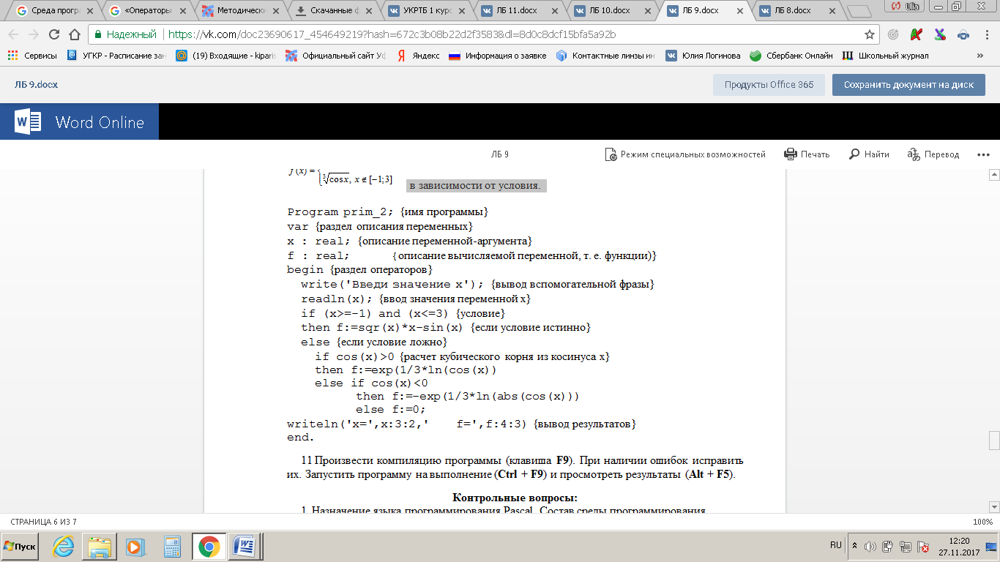 Среда прогр
«Операторы
Методически
Скачанные ф
УКРТБ 1 курс
ЛБ 11.docx
ЛБ 10.docx
ЛБ 9.docx
ЛБ 8.docx
Ulia
Надежный https://vk.com/doc23690617_454649219?hash=672c3b08b22d2f3583&dl=8d0c8dcf15bfa5a92b
Сервисы УГКР - Расписание зан (19) Входящие - kiparis Официальный сайт Уф Яндекс Информация о заявке Контактные линзы ин Юлия Логинова Сбербанк Онлайн Школьный журнал »
ЛБ 9.docx Продукты Office 365 Сохранить документ на диск
Word Online
ЛБ 9 Режим специальных возможностей Печать Найти Перевод •••
f(x) = { ∛cos x, x ∉ [−1;3] в зависимости от условия.
Program prim_2; {имя программы}
var {раздел описания переменных}
x : real; {описание переменной-аргумента}
f : real; {описание вычисляемой переменной, т. е. функции)}
begin {раздел операторов}
write('Введи значение x'); {вывод вспомогательной фразы}
readln(x); {ввод значения переменной x}
if (x>=-1) and (x<=3) {условие}
then f:=sqr(x)*x-sin(x) {если условие истинно}
else {если условие ложно}
if cos(x)>0 {расчет кубического корня из косинуса x}
then f:=exp(1/3*ln(cos(x))
else if cos(x)<0
then f:=-exp(1/3*ln(abs(cos(x)))
else f:=0;
writeln('x=',x:3:2,' f=',f:4:3) {вывод результатов}
end.
11 Произвести компиляцию программы (клавиша F9). При наличии ошибок исправить
их. Запустить программу на выполнение (Ctrl + F9) и просмотреть результаты (Alt + F5).
Контрольные вопросы:
1. Назначение языка программирования Pascal. Состав среды программирования
СТРАНИЦА 6 ИЗ 7 100%
Пуск RU 12:20
27.11.2017